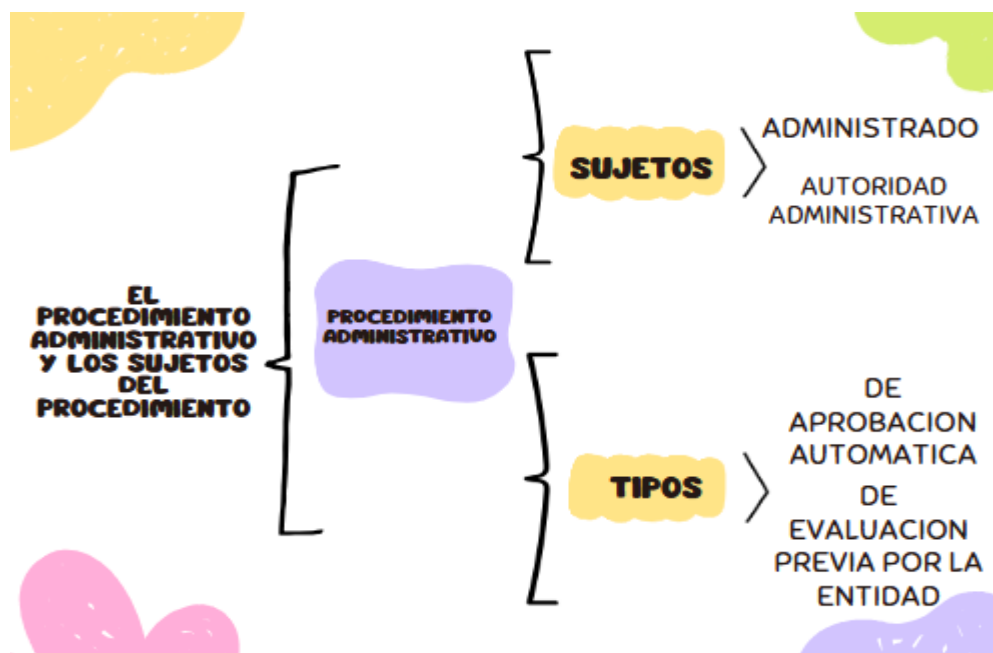 EL
PROCEDIMIENTO
ADMINISTRATIVO
Y LOS SUJETOS
DEL
PROCEDIMIENTO
PROCEDIMIENTO
ADMINISTRATIVO
SUJETOS
ADMINISTRADO
AUTORIDAD
ADMINISTRATIVA
TIPOS
DE
APROBACION
AUTOMATICA
DE
EVALUACION
PREVIA POR LA
ENTIDAD